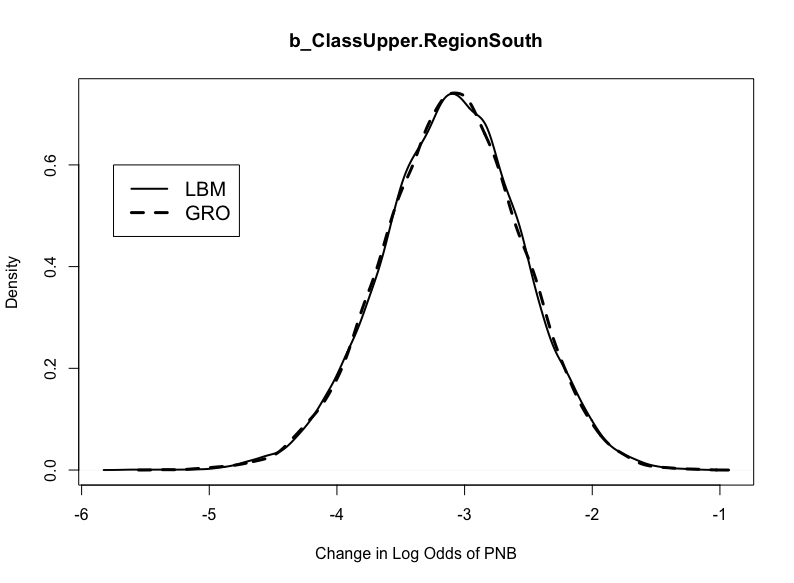 b_ClassUpper.RegionSouth
LBM
GRO
Density
0.0
0.2
0.4
0.6
-6 -5 -4 -3 -2 -1
Change in Log Odds of PNB